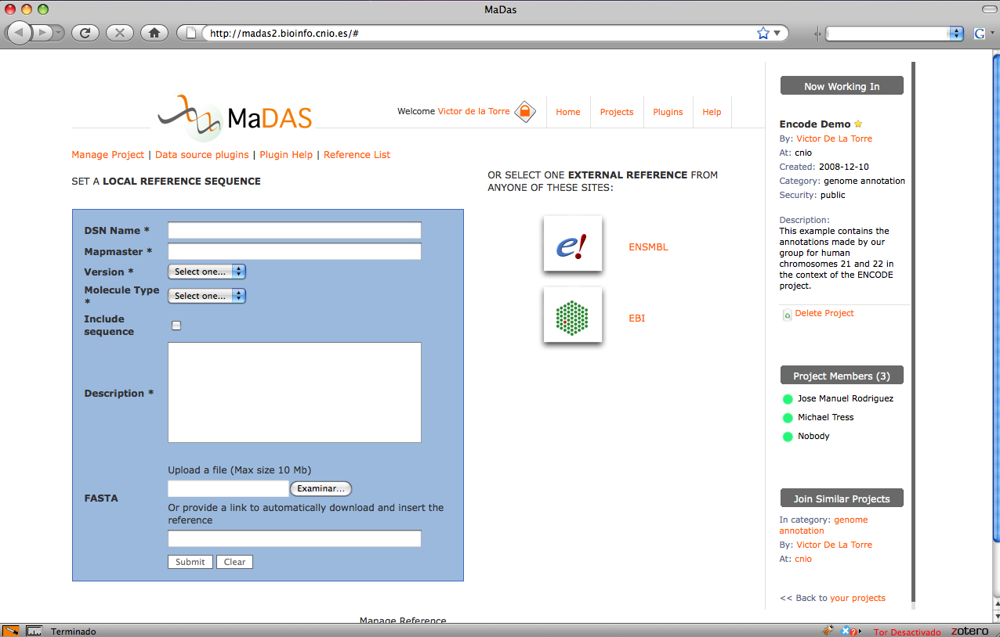 MaDas
http://madas2.bioinfo.cnio.es/#
G
MaDAS
Welcome Victor de la Torre
Home
Projects
Plugins
Help
Manage Project | Data source plugins | Plugin Help | Reference List
SET A LOCAL REFERENCE SEQUENCE
DSN Name *
Mapmaster *
Version *
Select one...
Molecule Type
*
Select one...
Include
sequence
Description *
FASTA
Upload a file (Max size 10 Mb)
Examinar...
Or provide a link to automatically download and insert the
reference
Submit
Clear
OR SELECT ONE EXTERNAL REFERENCE FROM
ANYONE OF THESE SITES:
e!
ENSMBL
EBI
Now Working In
Encode Demo
By: Victor De La Torre
At: cnio
Created: 2008-12-10
Category: genome annotation
Security: public
Description:
This example contains the
annotations made by our
group for human
chromosomes 21 and 22 in
the context of the ENCODE
project.
Delete Project
Project Members (3)
Jose Manuel Rodriguez
Michael Tress
Nobody
Join Similar Projects
In category: genome
annotation
By: Victor De La Torre
At: cnio
<< Back to your projects
Manage Reference
Terminado
Tor Desactivado
zotero